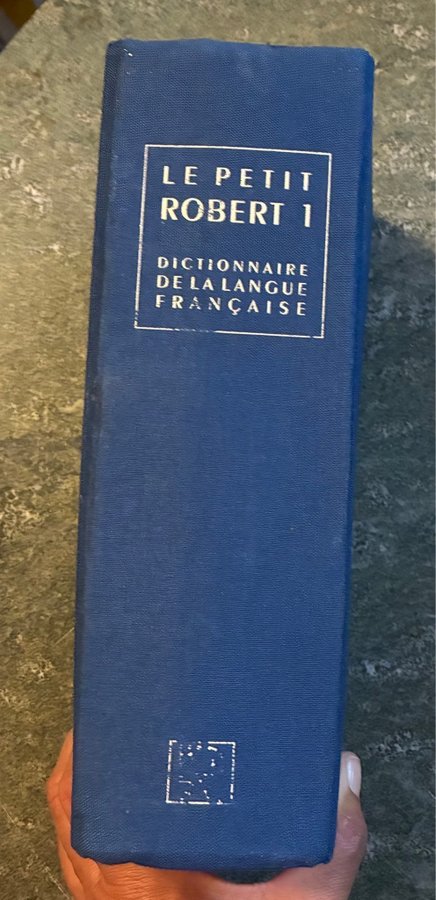 LE PETIT
ROBERT 1
DICTIONNAIRE
DE LA LANGUE
FRANÇAISE